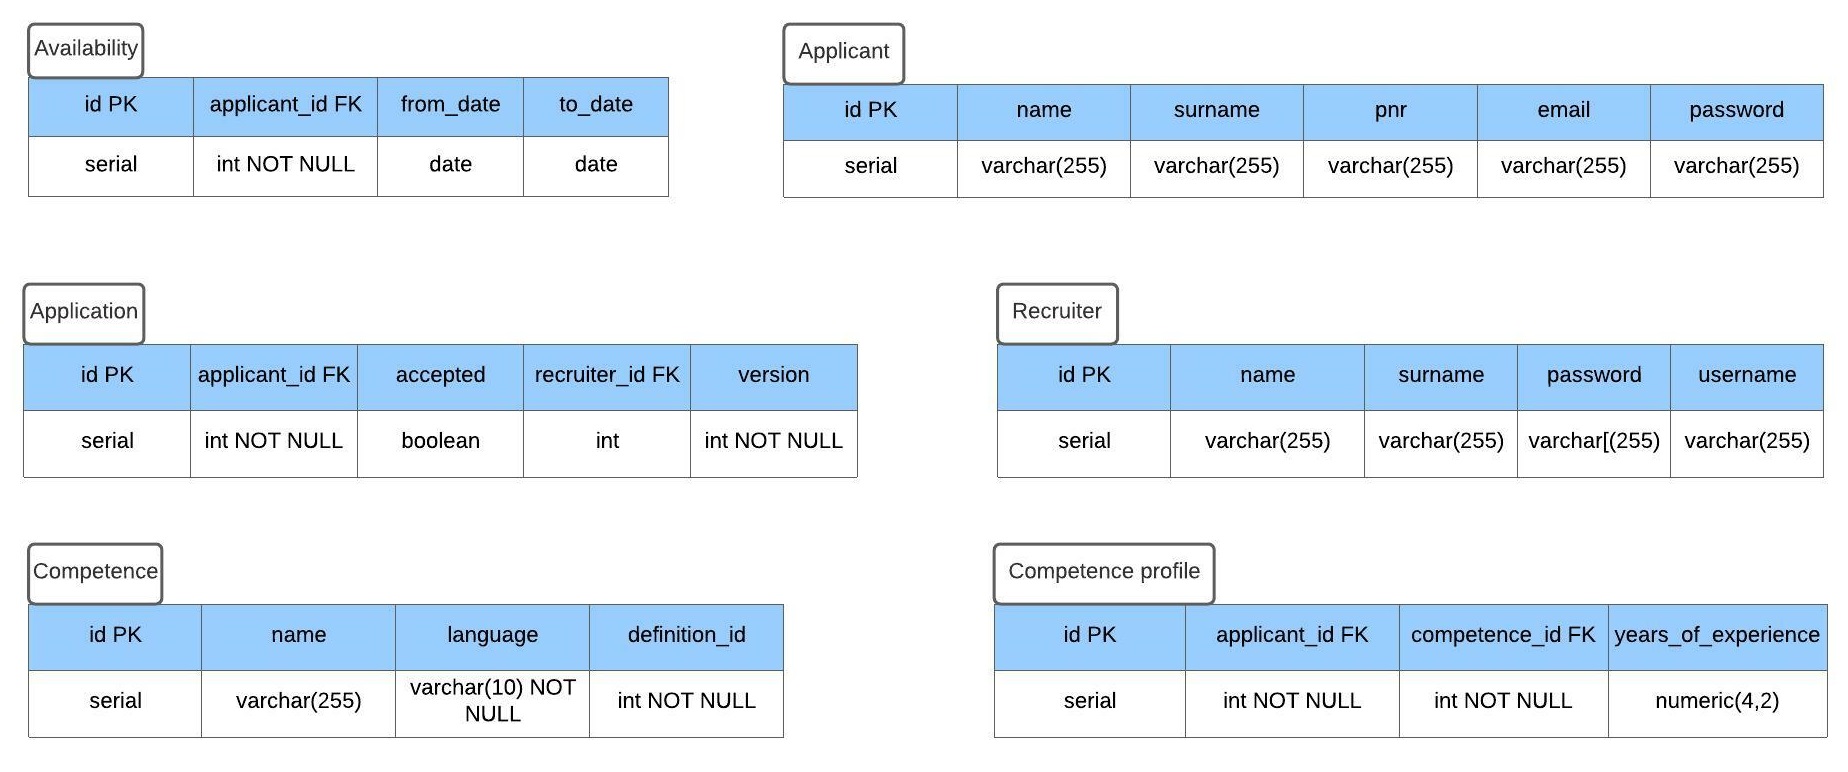 Availability
id PK applicant_id FK from_date to_date
serial int NOT NULL date date
Applicant
id PK name surname pnr email password
serial varchar(255) varchar(255) varchar(255) varchar(255) varchar(255)
Application
id PK applicant_id FK accepted recruiter_id FK version
serial int NOT NULL boolean int int NOT NULL
Recruiter
id PK name surname password username
serial varchar(255) varchar(255) varchar[(255) varchar(255)
Competence
id PK name language definition_id
serial varchar(255) varchar(10) NOT
NULL int NOT NULL
Competence profile
id PK applicant_id FK competence_id FK years_of_experience
serial int NOT NULL int NOT NULL numeric(4,2)